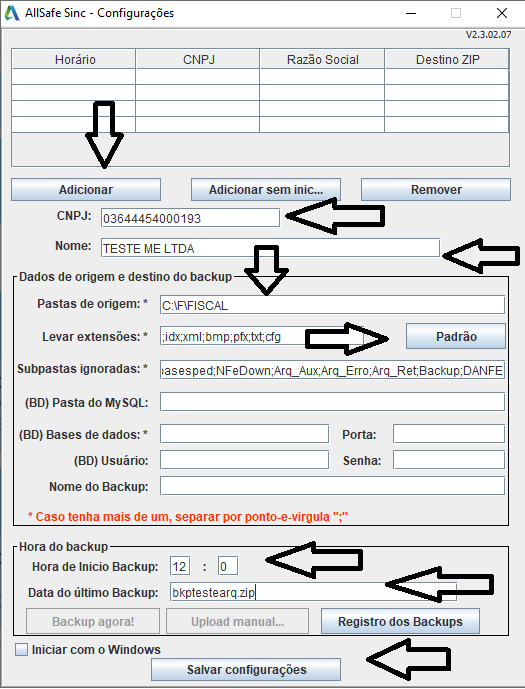 AllSafe Sinc - Configurações
V2.3.02.07
Horário CNPJ Razão Social Destino ZIP
Adicionar Adicionar sem inic... Remover
CNPJ: 03644454000193
Nome: TESTE ME LTDA
Dados de origem e destino do backup
Pastas de origem: * C:\F\FISCAL
Levar extensões: * ;idx;xml;bmp;pfx;txt;cfg Padrão
Subpastas ignoradas: * basesped;NFeDown;Arq_Aux;Arq_Erro;Arq_Ret;Backup;DANFE
(BD) Pasta do MySQL:
(BD) Bases de dados: * Porta:
(BD) Usuário: Senha:
Nome do Backup:
* Caso tenha mais de um, separar por ponto-e-virgula ";"
Hora do backup
Hora de Inicio Backup: 12 : 0
Data do último Backup: bkptestearq.zip
Backup agora! Upload manual... Registro dos Backups
Iniciar com o Windows
Salvar configurações